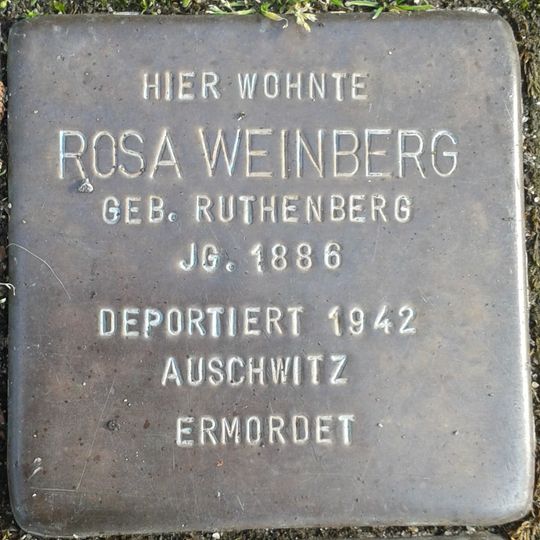 HIER WOHNTE
ROSA WEINBERG
GEB. RUTHENBERG
JG. 1886
DEPORTIERT 1942
AUSCHWITZ
ERMORDET